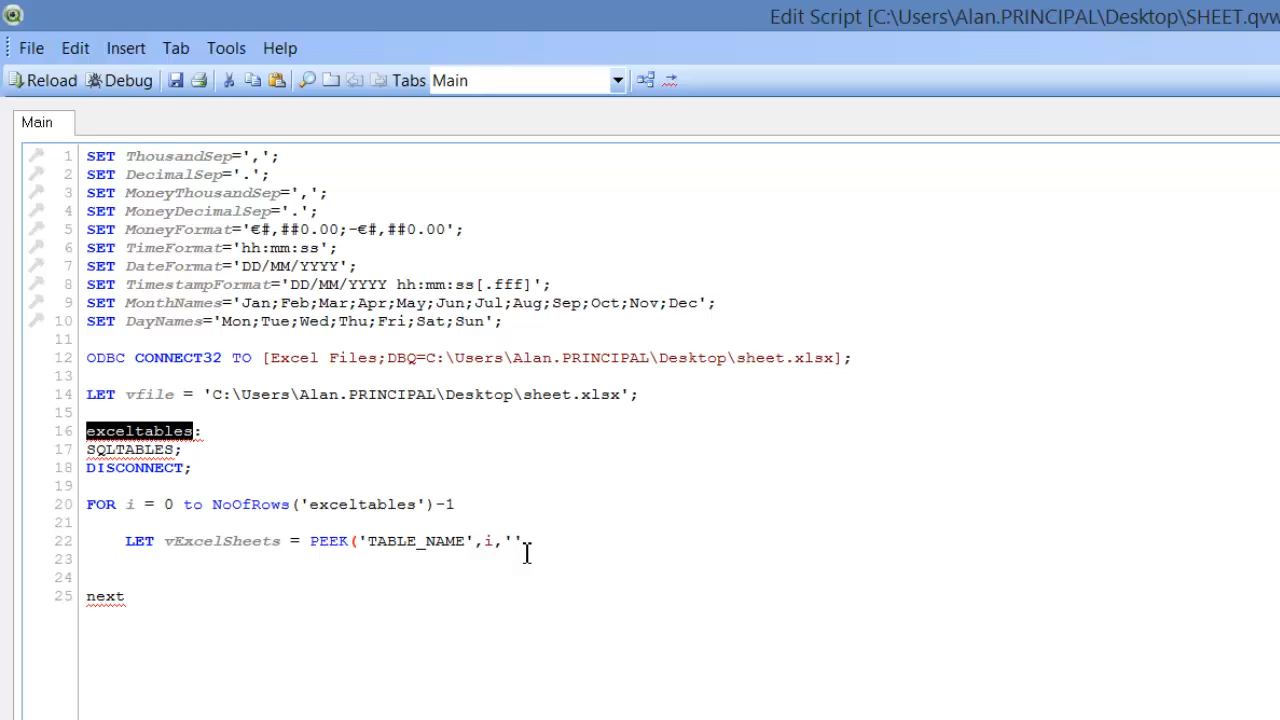 Edit Script [C:\Users\Alan.PRINCIPAL\Desktop\SHEET.qvw
File Edit Insert Tab Tools Help
Reload Debug Tabs Main
Main
1 SET ThousandSep=',';
2 SET DecimalSep='.';
3 SET MoneyThousandSep=',';
4 SET MoneyDecimalSep='.';
5 SET MoneyFormat='€#,##0.00;-€#,##0.00';
6 SET TimeFormat='hh:mm:ss';
7 SET DateFormat='DD/MM/YYYY';
8 SET TimestampFormat='DD/MM/YYYY hh:mm:ss[.fff]';
9 SET MonthNames='Jan;Feb;Mar;Apr;May;Jun;Jul;Aug;Sep;Oct;Nov;Dec';
10 SET DayNames='Mon;Tue;Wed;Thu;Fri;Sat;Sun';
11
12 ODBC CONNECT32 TO [Excel Files;DBQ=C:\Users\Alan.PRINCIPAL\Desktop\sheet.xlsx];
13
14 LET vfile = 'C:\Users\Alan.PRINCIPAL\Desktop\sheet.xlsx';
15
16 exceltables:
17 SQLTABLES;
18 DISCONNECT;
19
20 FOR i = 0 to NoOfRows('exceltables')-1
21
22 LET vExcelSheets = PEEK('TABLE_NAME',i,''
23
24
25 next